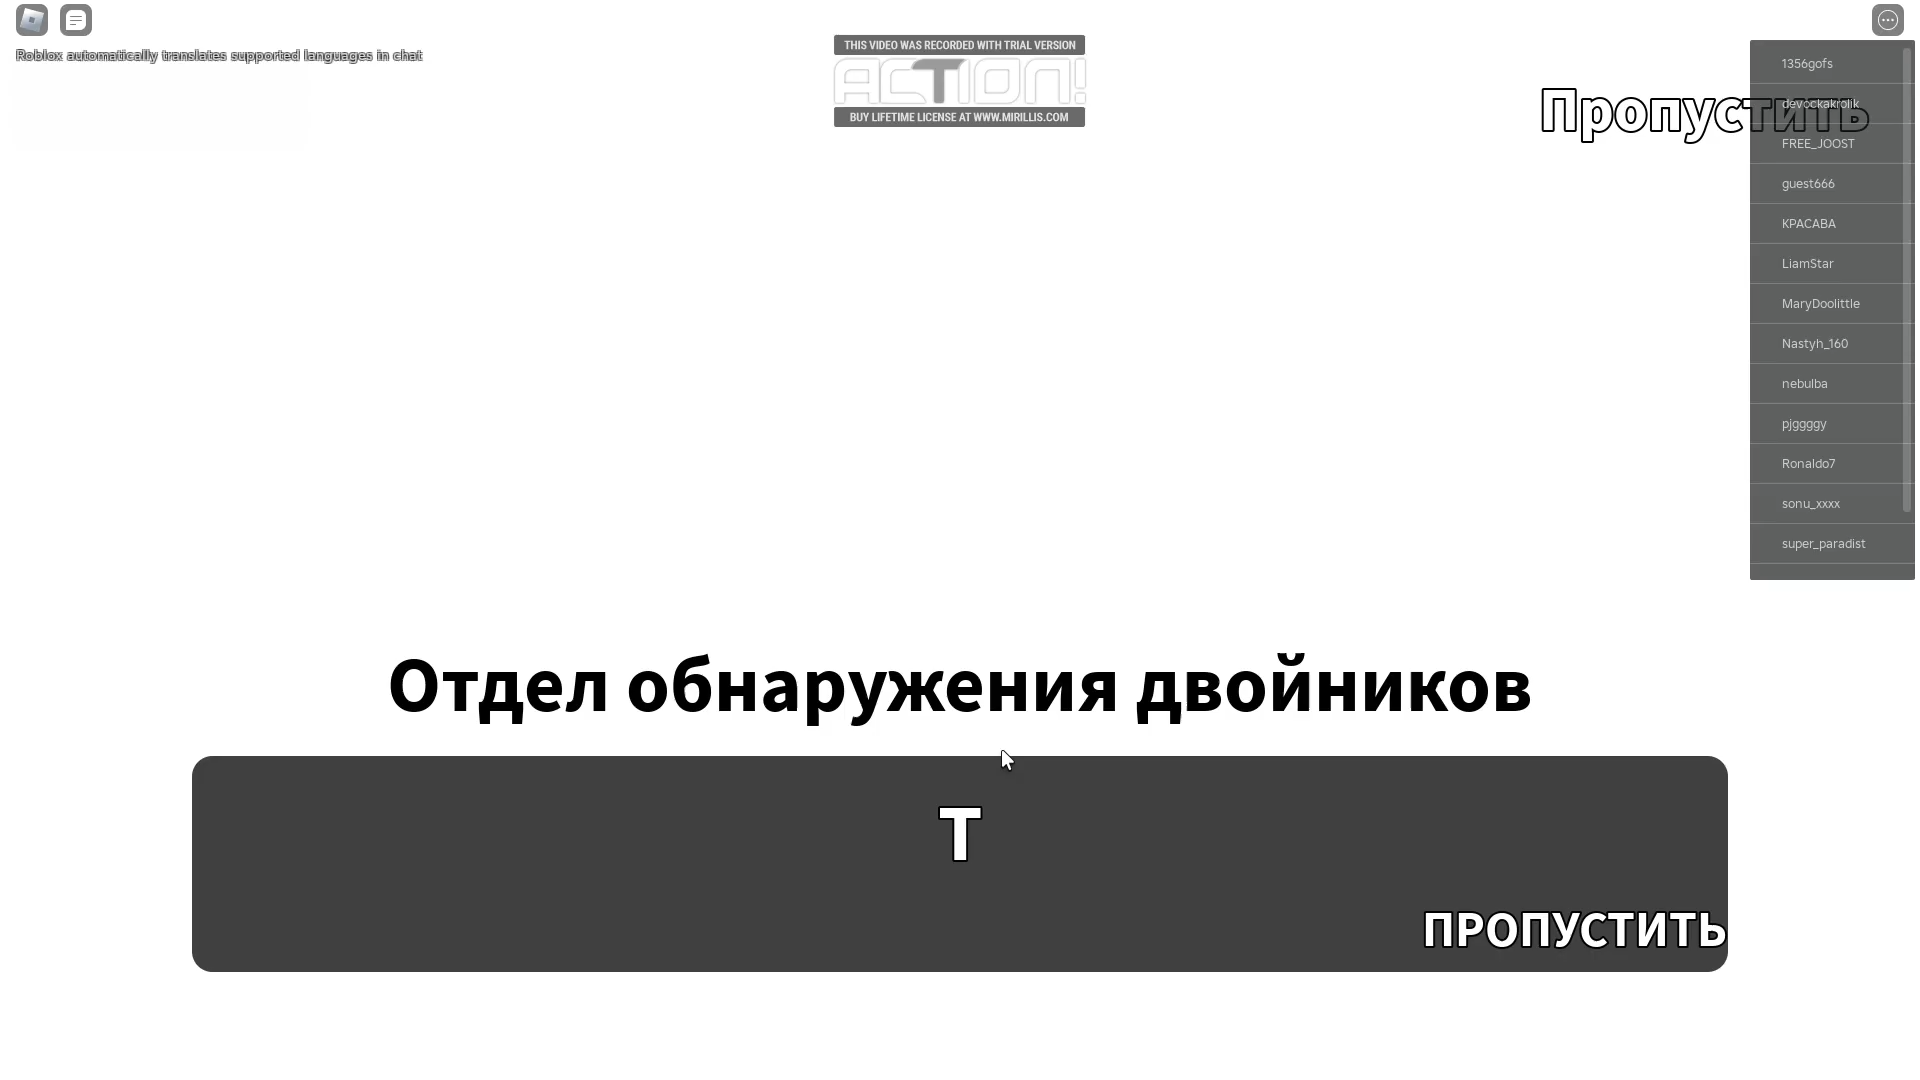 Roblox automatically translates supported languages in chat
THIS VIDEO WAS RECORDED WITH TRIAL VERSION
ACTION!
BUY LIFETIME LICENSE AT WWW.MIRILLIS.COM
Пропустить
1356gofs
devockakrolik
FREE_JOOST
guest666
KPACABA
LiamStar
MaryDoolittle
Nastyh_160
nebulba
pjggggy
Ronaldo7
sonu_xxxx
super_paradist
Отдел обнаружения двойников
Т
ПРОПУСТИТЬ